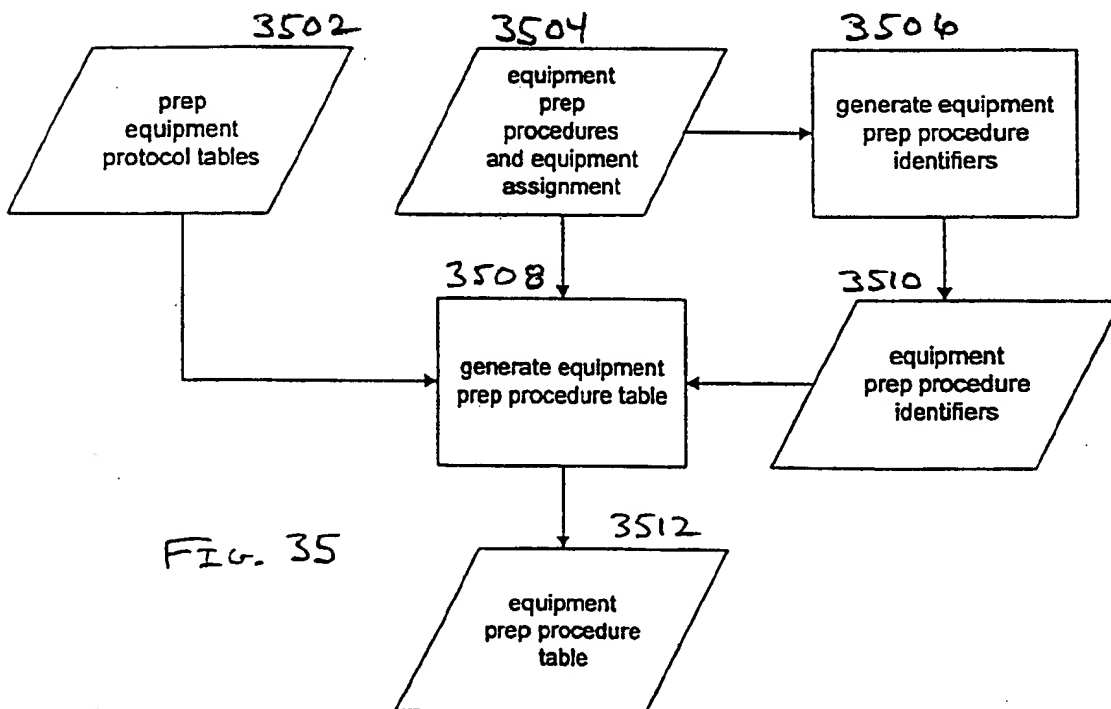 3502
prep
equipment
protocol tables
3504
equipment
prep
procedures
and equipment
assignment
3506
generate equipment
prep procedure
identifiers
3508
generate equipment
prep procedure table
3510
equipment
prep procedure
identifiers
FIG. 35
3512
equipment
prep procedure
table